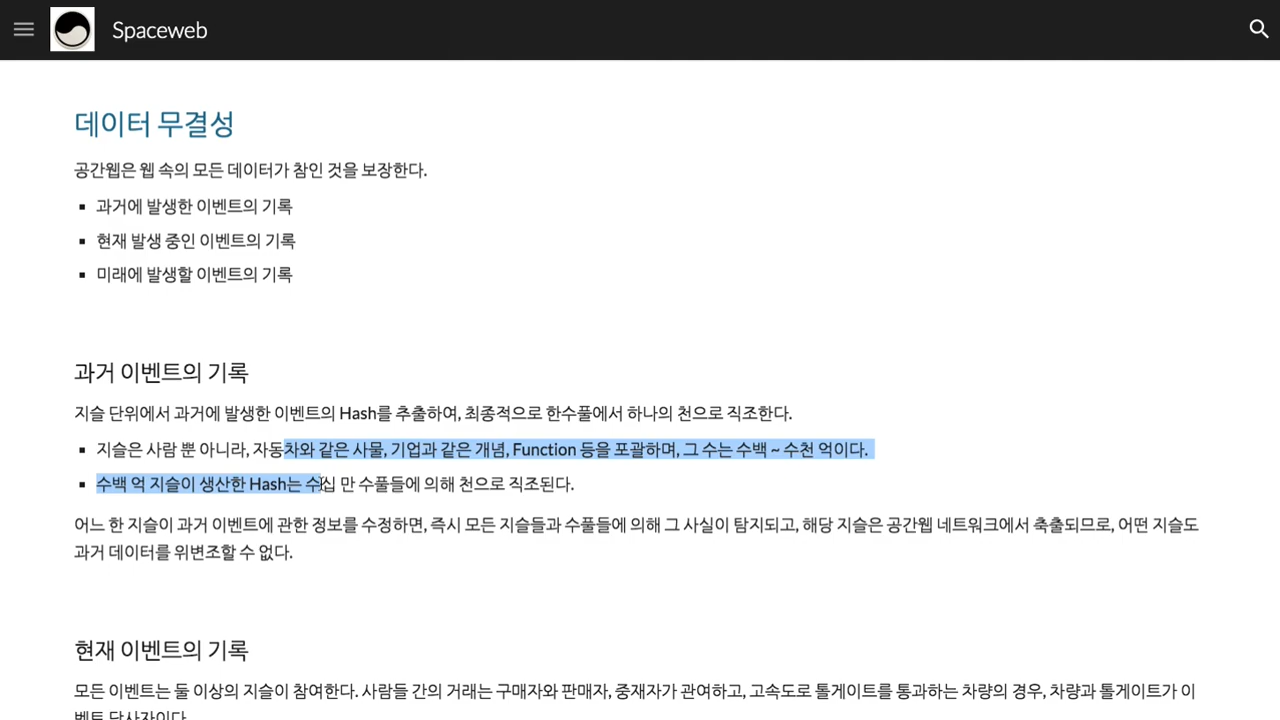 Spaceweb
데이터 무결성
공간웹은 웹 속의 모든 데이터가 참인 것을 보장한다.
과거에 발생한 이벤트의 기록
현재 발생 중인 이벤트의 기록
미래에 발생할 이벤트의 기록
과거 이벤트의 기록
지슬 단위에서 과거에 발생한 이벤트의 Hash를 추출하여, 최종적으로 한수풀에서 하나의 천으로 직조한다.
지슬은 사람 뿐 아니라, 자동차와 같은 사물, 기업과 같은 개념, Function 등을 포괄하며, 그 수는 수백 ~ 수천 억이다.
수백 억 지슬이 생산한 Hash는 수십 만 수풀들에 의해 천으로 직조된다.
어느 한 지슬이 과거 이벤트에 관한 정보를 수정하면, 즉시 모든 지슬들과 수풀들에 의해 그 사실이 탐지되고, 해당 지슬은 공간웹 네트워크에서 축출되므로, 어떤 지슬도
과거 데이터를 위변조할 수 없다.
현재 이벤트의 기록
모든 이벤트는 둘 이상의 지슬이 참여한다. 사람들 간의 거래는 구매자와 판매자, 중재자가 관여하고, 고속도로 톨게이트를 통과하는 차량의 경우, 차량과 톨게이트가 이
벤트 당사자이다.